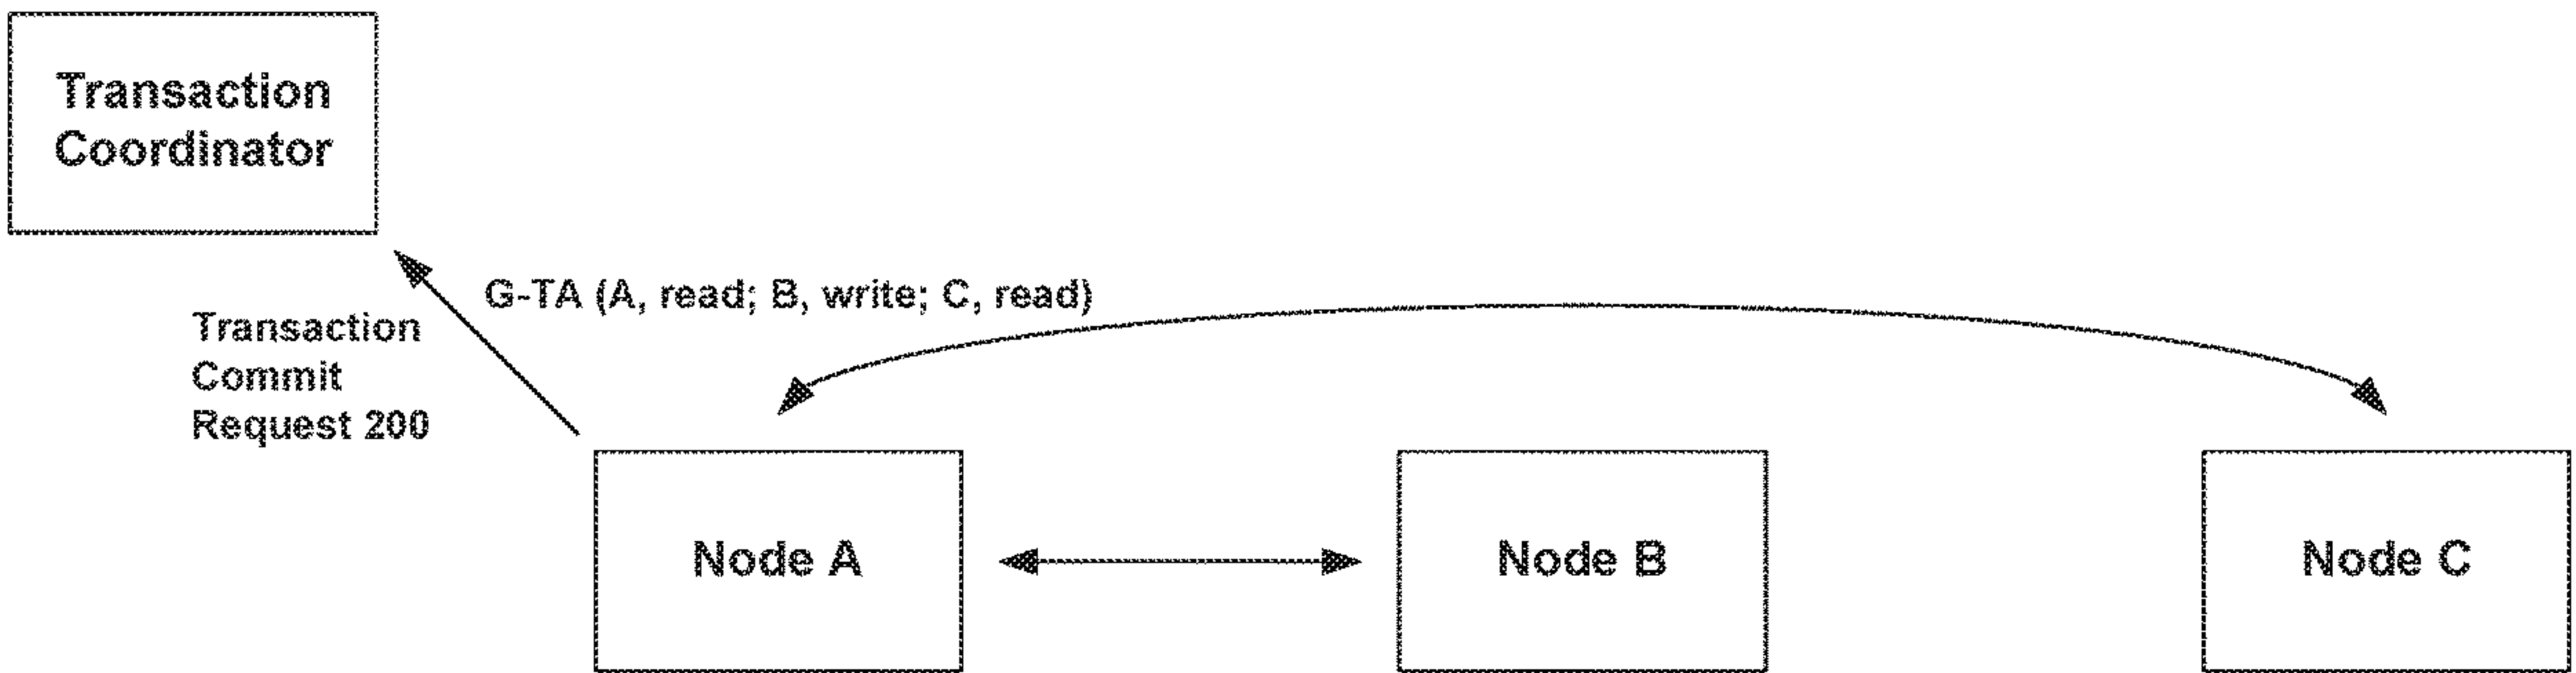 Transaction
Coordinator
G-TA (A, read; B, write; C, read)
Transaction
Commit
Request 200
Node A
Node B
Node C